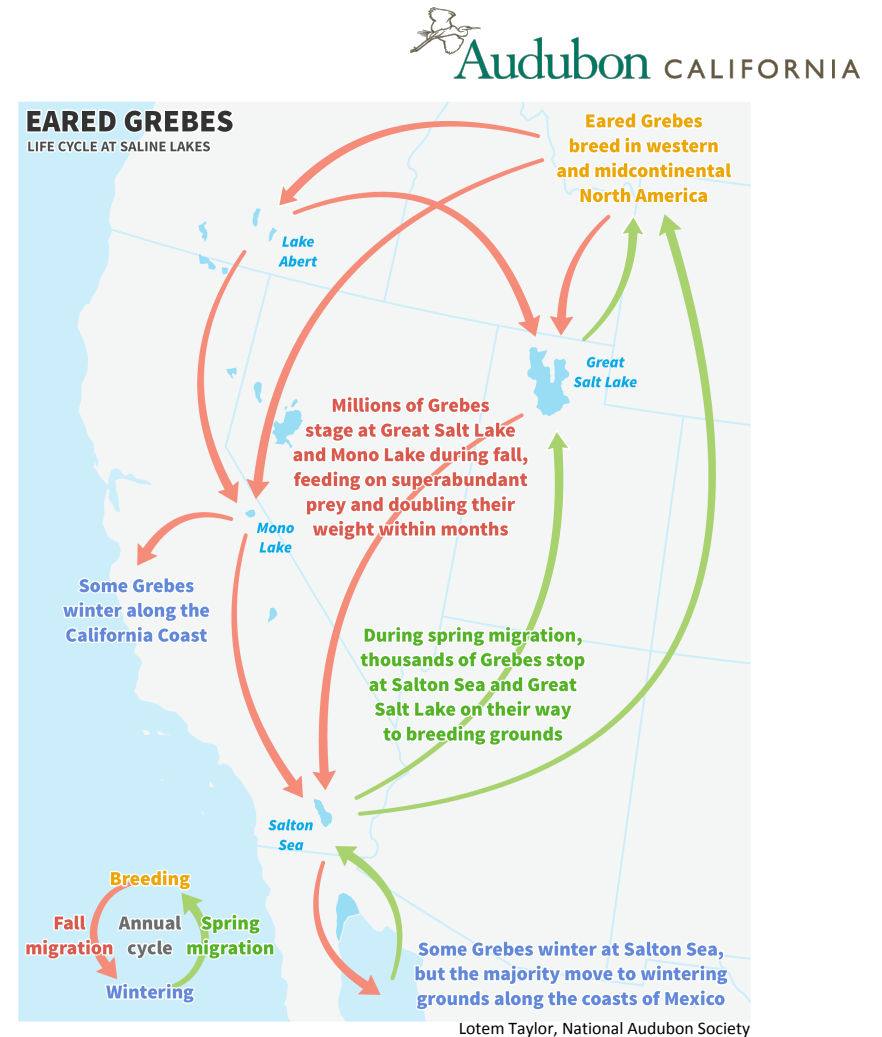 Audubon CALIFORNIA
EARED GREBES
LIFE CYCLE AT SALINE LAKES
Eared Grebes
breed in western
and midcontinental
North America
Lake
Abert
Great
Salt Lake
Millions of Grebes
stage at Great Salt Lake
and Mono Lake during fall,
feeding on superabundant
prey and doubling their
weight within months
Mono
Lake
Some Grebes
winter along the
California Coast
During spring migration,
thousands of Grebes stop
at Salton Sea and Great
Salt Lake on their way
to breeding grounds
Salton
Sea
Breeding
Fall
migration
Annual
cycle
Spring
migration
Wintering
Some Grebes winter at Salton Sea,
but the majority move to wintering
grounds along the coasts of Mexico
Lotem Taylor, National Audubon Society